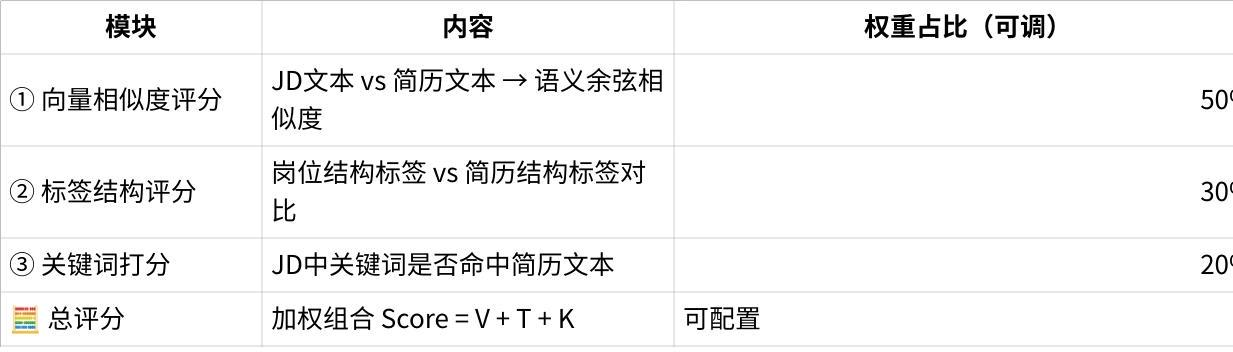 模块 内容 权重占比（可调）
① 向量相似度评分 JD文本 vs 简历文本 → 语义余弦相
似度 50%
② 标签结构评分 岗位结构标签 vs 简历结构标签对
比 30%
③ 关键词打分 JD中关键词是否命中简历文本 20%
🧮 总评分 加权组合 Score = V + T + K 可配置